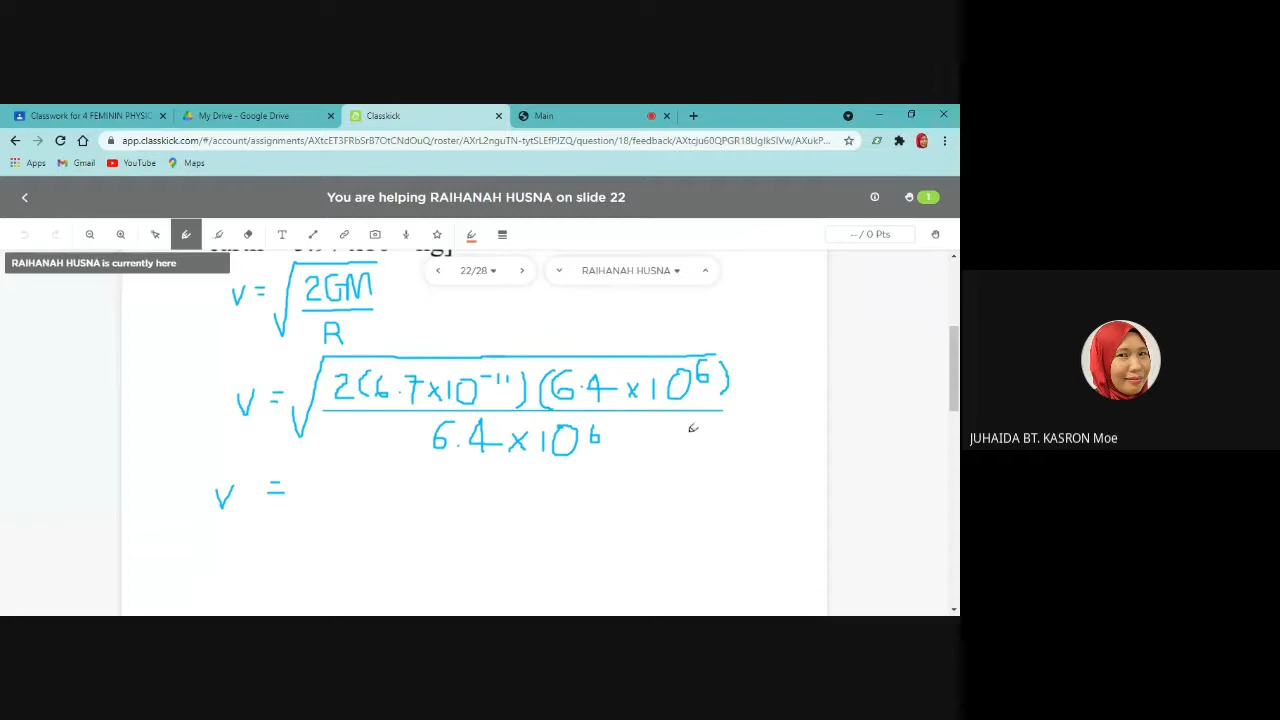 Classwork for 4 FEMININ PHYSIC
My Drive - Google Drive
Classkick
Main
app.classkick.com/#/account/assignments/AXtcET3FRbSrB7OtCNdOuQ/roster/AXrL2nguTN-tytSLEfPJZQ/question/18/feedback/AXtcju60QPGR18UgIkSIVw/AXukP...
Apps
Gmail
YouTube
Maps
You are helping RAIHANAH HUSNA on slide 22
1
-- / 0 Pts
RAIHANAH HUSNA is currently here
22/28
RAIHANAH HUSNA
v = √(2GM / R)
v = √(2(6.7×10⁻¹¹)(6.4×10⁶) / 6.4×10⁶)
v =
JUHAIDA BT. KASRON Moe